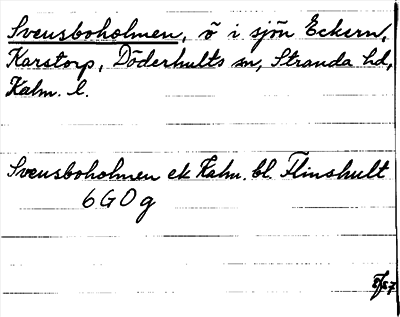 Svensboholmen, ö i sjön Eckern,
Karstorp, Döderhults sn, Stranda hd,
Kalm. l.
Svensboholmen ek Kalm. bl. Flinshult
6G0g